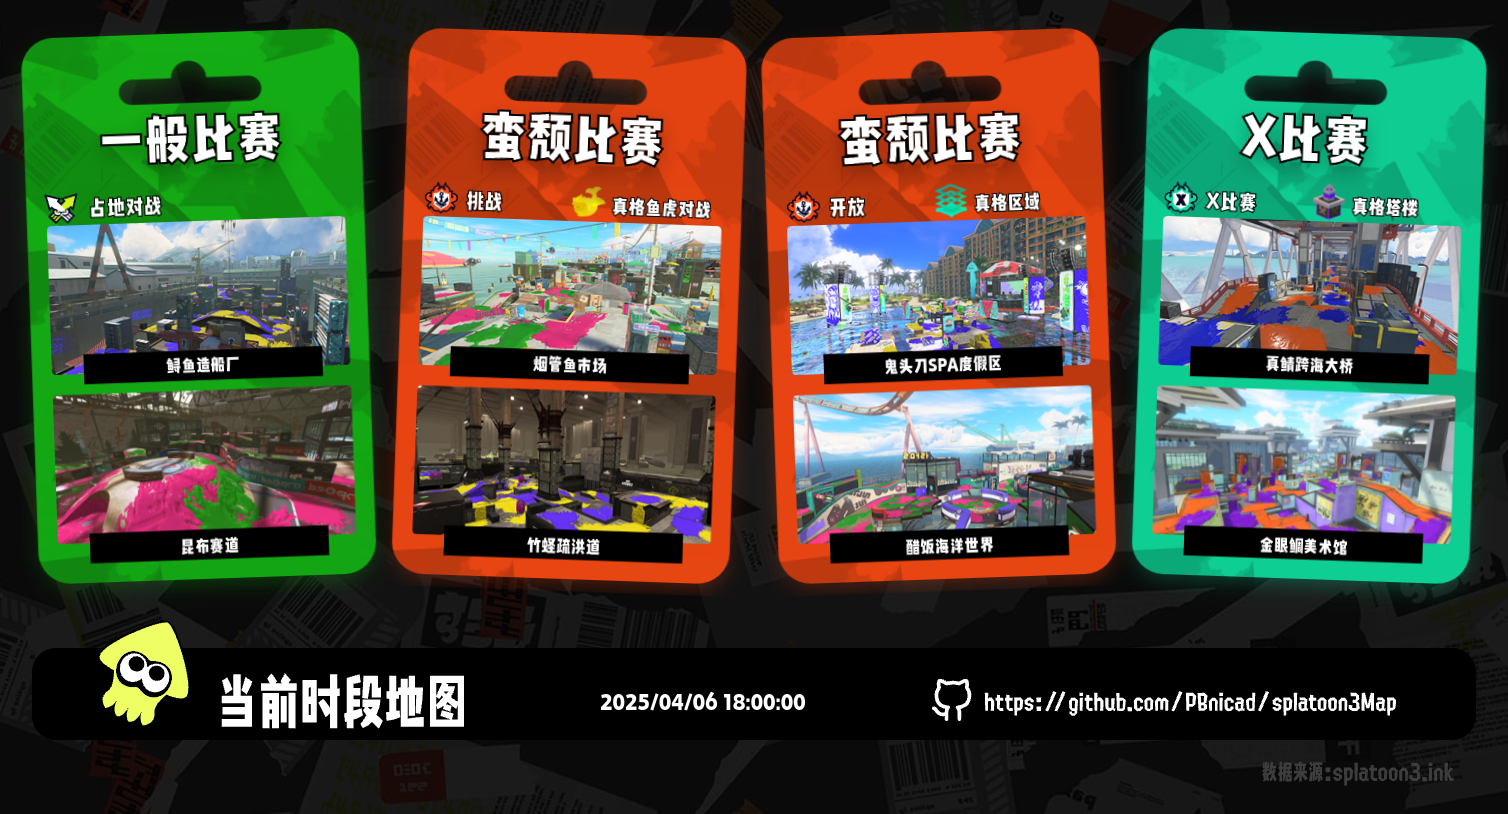 一般比赛
占地对战
鲟鱼造船厂
昆布赛道
蛮颓比赛
挑战
真格鱼虎对战
烟管鱼市场
竹蛏疏洪道
蛮颓比赛
开放
真格区域
鬼头刀SPA度假区
醋饭海洋世界
X比赛
X比赛
真格塔楼
真鲭跨海大桥
金眼鲷美术馆
当前时段地图
2025/04/06 18:00:00
https://github.com/PBnicad/splatoon3Map
数据来源:splatoon3.ink